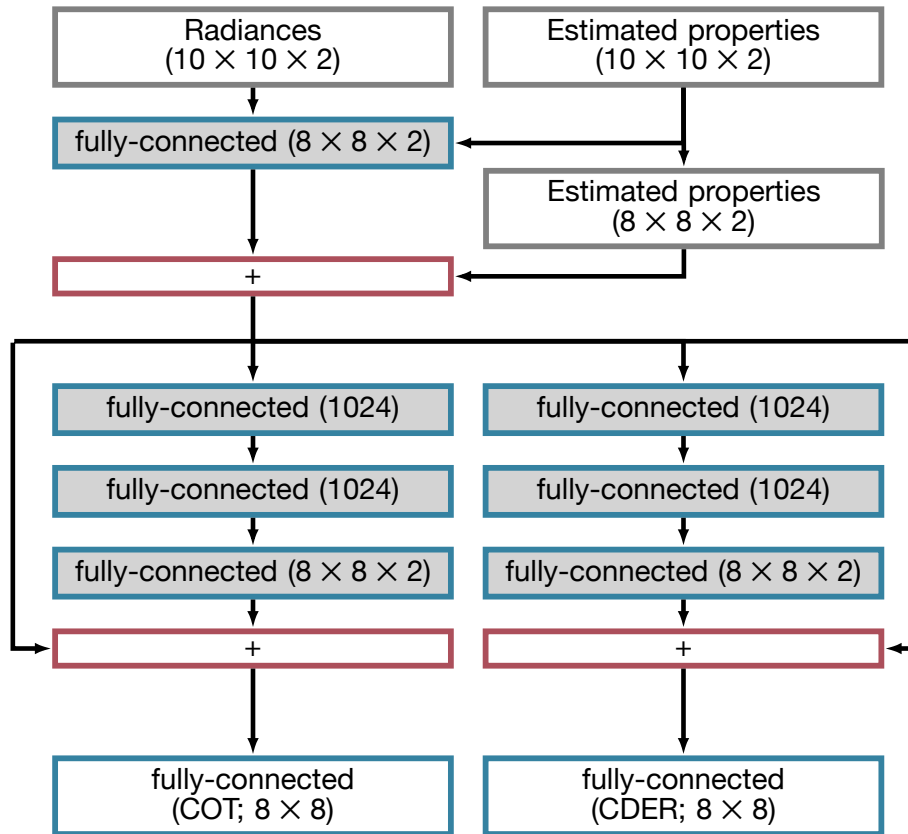 Radiances
(10 × 10 × 2)
Estimated properties
(10 × 10 × 2)
fully-connected (8 × 8 × 2)
Estimated properties
(8 × 8 × 2)
+
fully-connected (1024)
fully-connected (1024)
fully-connected (1024)
fully-connected (1024)
fully-connected (8 × 8 × 2)
fully-connected (8 × 8 × 2)
+
+
fully-connected
(COT; 8 × 8)
fully-connected
(CDER; 8 × 8)